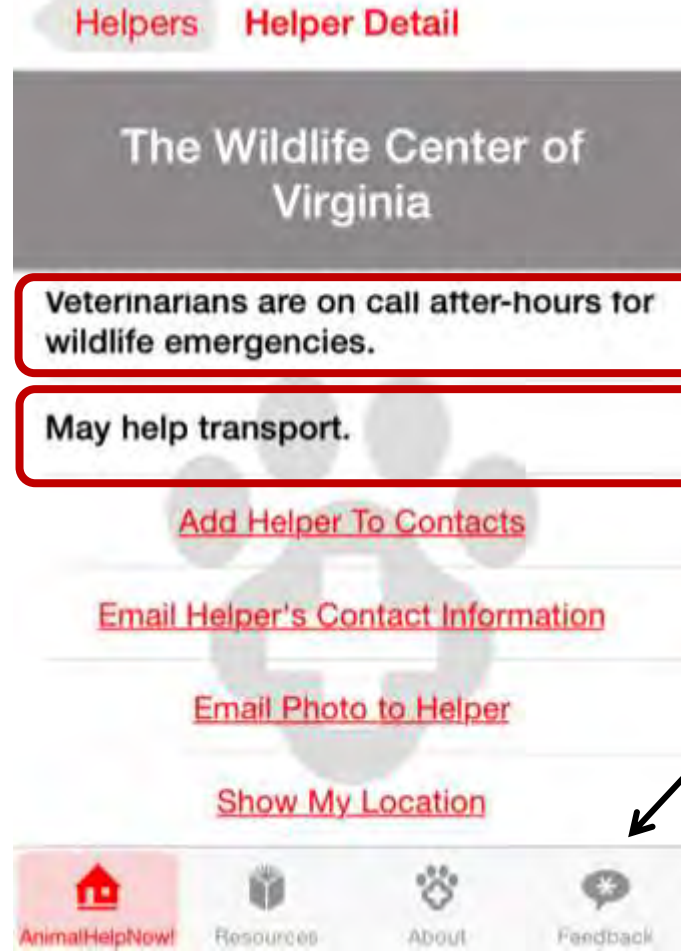 Helpers Helper Detail
The Wildlife Center of
Virginia
Veterinarians are on call after-hours for
wildlife emergencies.
May help transport.
Add Helper To Contacts
Email Helper's Contact Information
Email Photo to Helper
Show My Location
AnimalHelpNow! Resources About Feedback